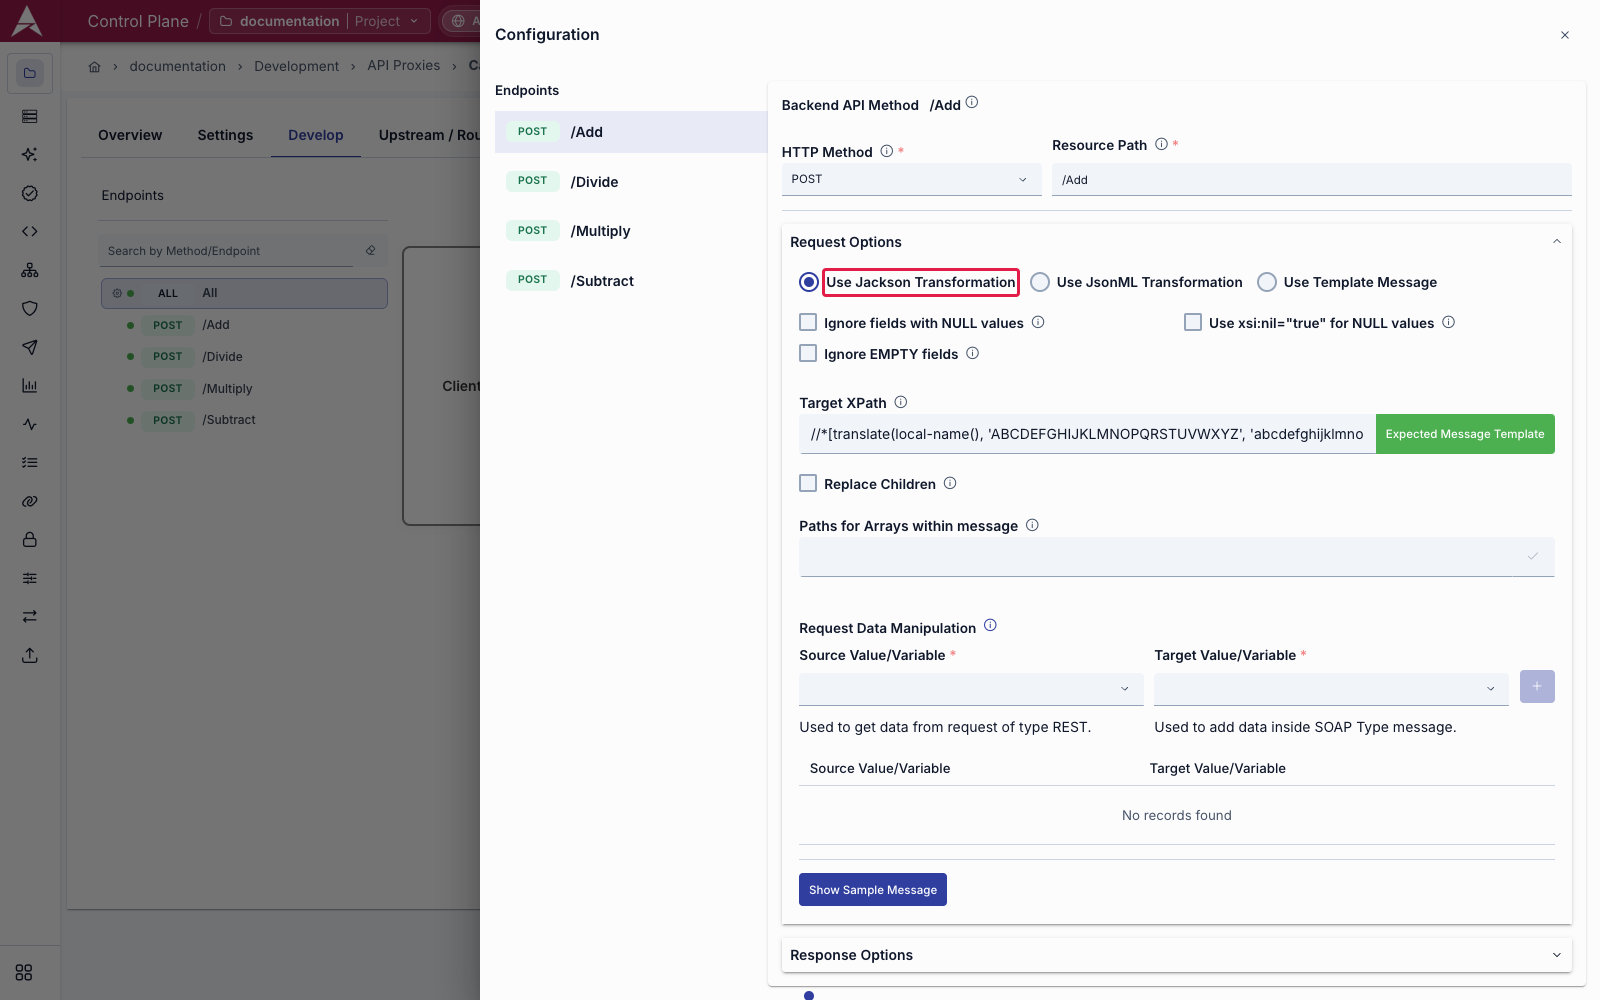 Control Plane / documentation | Project
documentation > Development > API Proxies >
Overview Settings Develop Upstream /
Endpoints
Search by Method/Endpoint
ALL All
POST /Add
POST /Divide
POST /Multiply
POST /Subtract
Client
Configuration
Endpoints
POST /Add
POST /Divide
POST /Multiply
POST /Subtract
Backend API Method /Add
HTTP Method *
Resource Path *
POST
/Add
Request Options
Use Jackson Transformation Use JsonML Transformation Use Template Message
Ignore fields with NULL values Use xsi:nil="true" for NULL values
Ignore EMPTY fields
Target XPath
//*[translate(local-name(), 'ABCDEFGHIJKLMNOPQRSTUVWXYZ', 'abcdefghijklmno
Expected Message Template
Replace Children
Paths for Arrays within message
Request Data Manipulation
Source Value/Variable * Target Value/Variable *
Used to get data from request of type REST. Used to add data inside SOAP Type message.
Source Value/Variable Target Value/Variable
No records found
Show Sample Message
Response Options